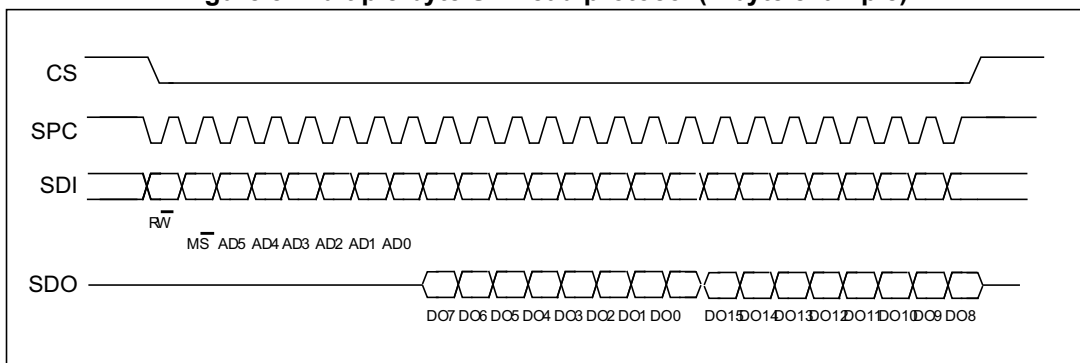 CS
SPC
SDI
RW̅
MS̅ AD5 AD4 AD3 AD2 AD1 AD0
SDO
DO7 DO6 DO5 DO4 DO3 DO2 DO1 DO0 DO15 DO14 DO13 DO12 DO11 DO10 DO9 DO8